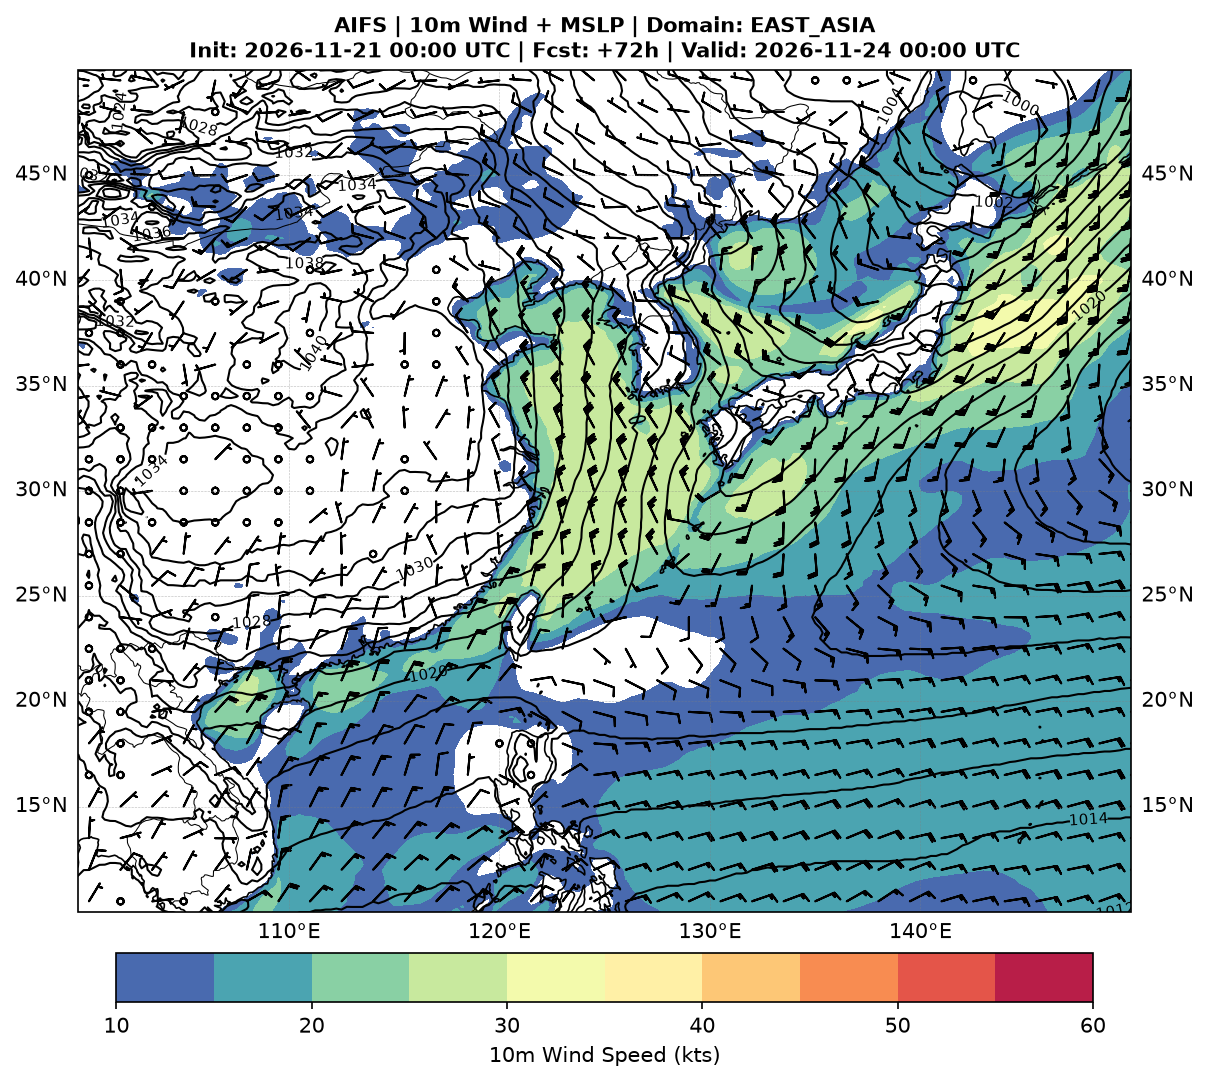 AIFS | 10m Wind + MSLP | Domain: EAST_ASIA
Init: 2026-11-21 00:00 UTC | Fcst: +72h | Valid: 2026-11-24 00:00 UTC
1024
1028
1004
1000
1032
45°N
45°N
1034
1002
1034
1034
1036
1038
40°N
40°N
1020
1032
1040
35°N
35°N
1034
30°N
30°N
1030
25°N
25°N
1028
1020
20°N
20°N
15°N
15°N
1014
110°E
120°E
130°E
140°E
10
20
30
40
50
60
10m Wind Speed (kts)